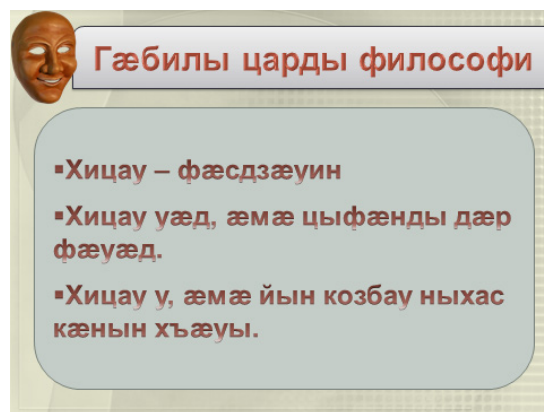 Гæбилы царды философи
▪Хицау – фæсдзæуин
▪Хицау уæд, æмæ цыфæнды дæр
фæуæд.
▪Хицау у, æмæ йын козбау ныхас
кæнын хъæуы.